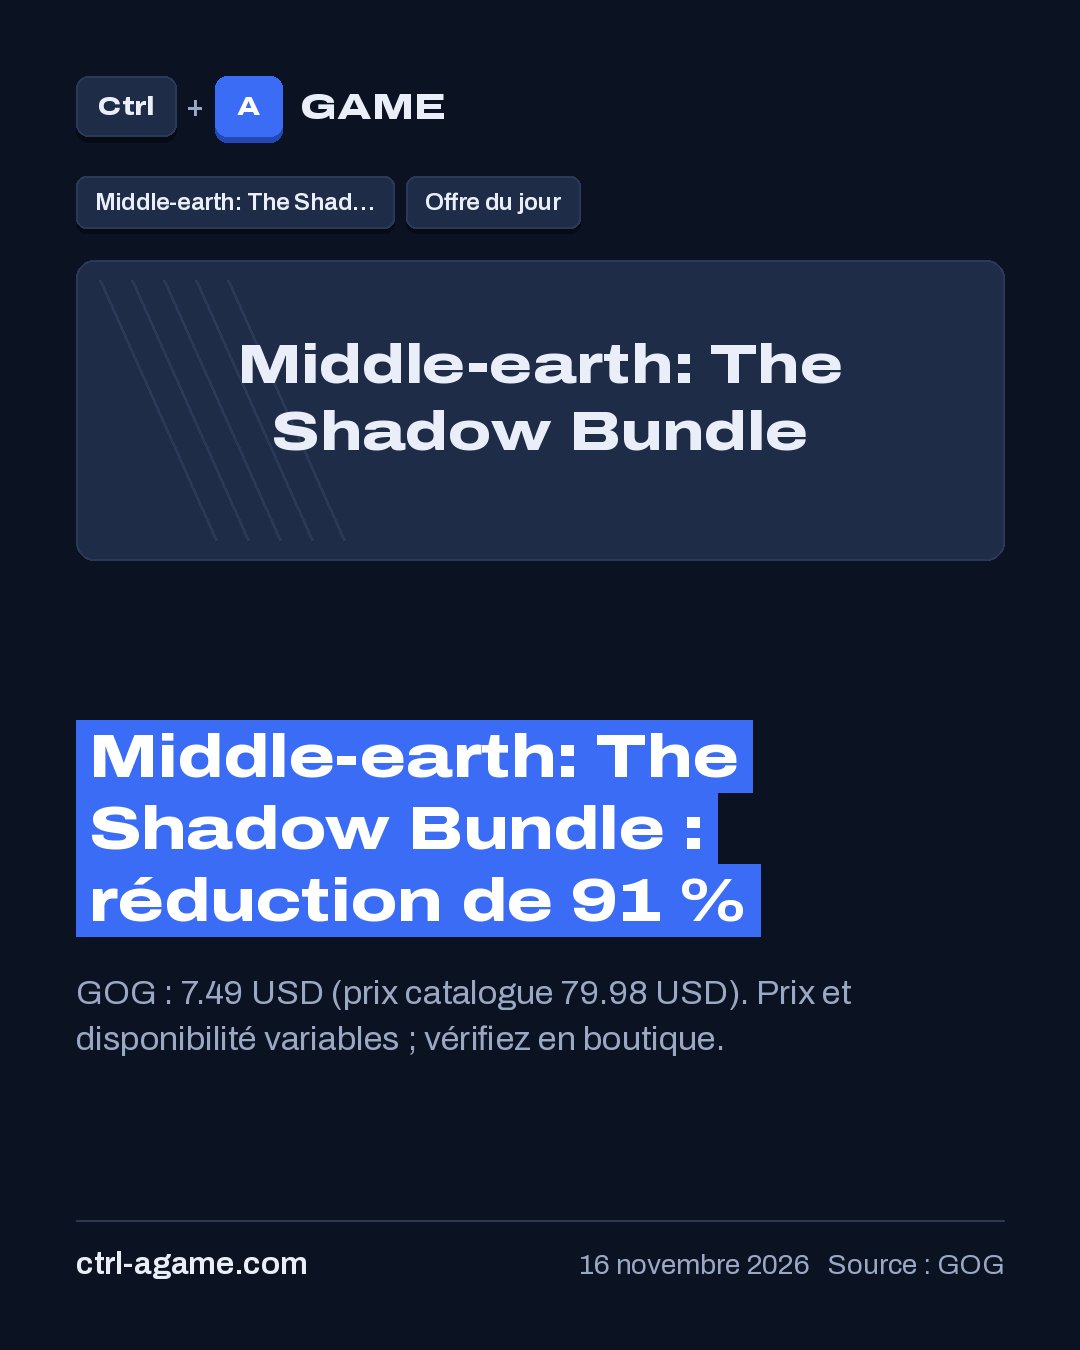 Ctrl + A GAME
Middle-earth: The Shad... Offre du jour
Middle-earth: The
Shadow Bundle
Middle-earth: The
Shadow Bundle :
réduction de 91 %
GOG : 7.49 USD (prix catalogue 79.98 USD). Prix et
disponibilité variables ; vérifiez en boutique.
ctrl-agame.com 16 novembre 2026 Source : GOG